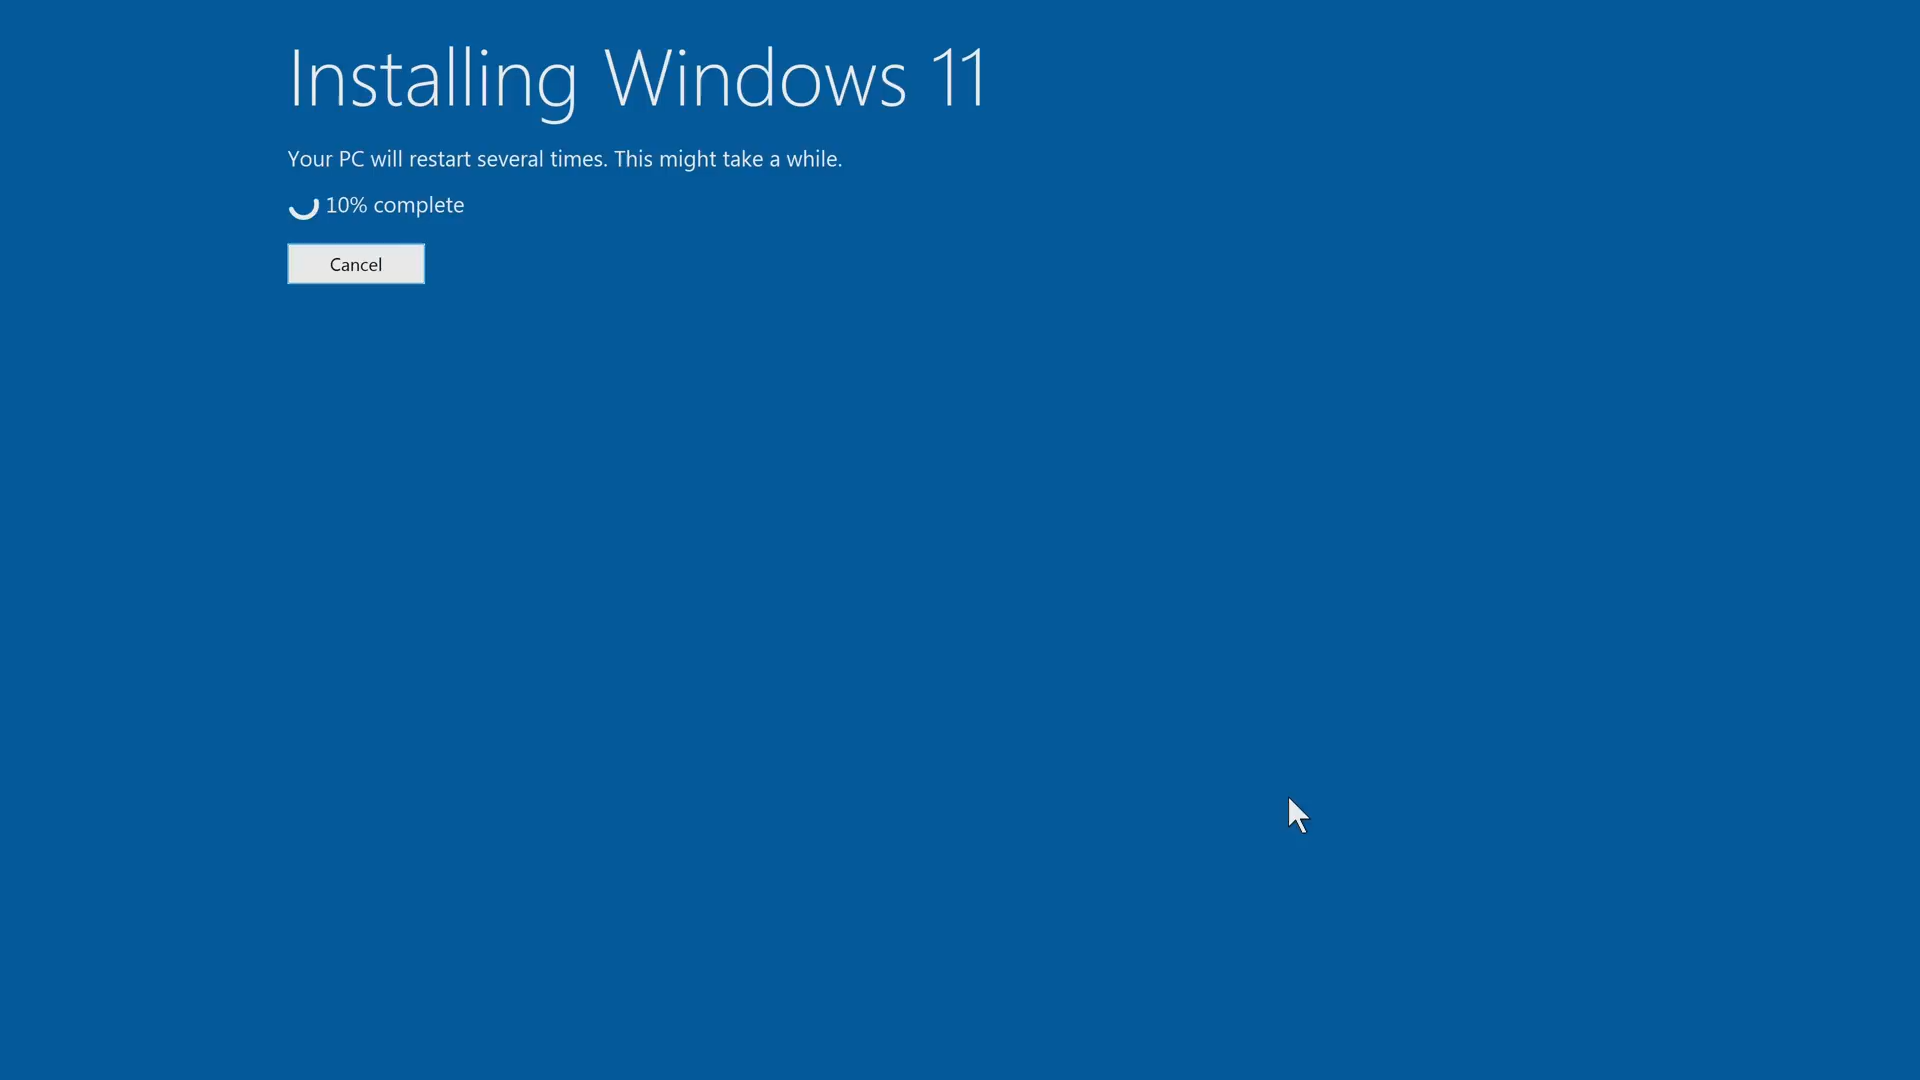 Installing Windows 11
Your PC will restart several times. This might take a while.
10% complete
Cancel